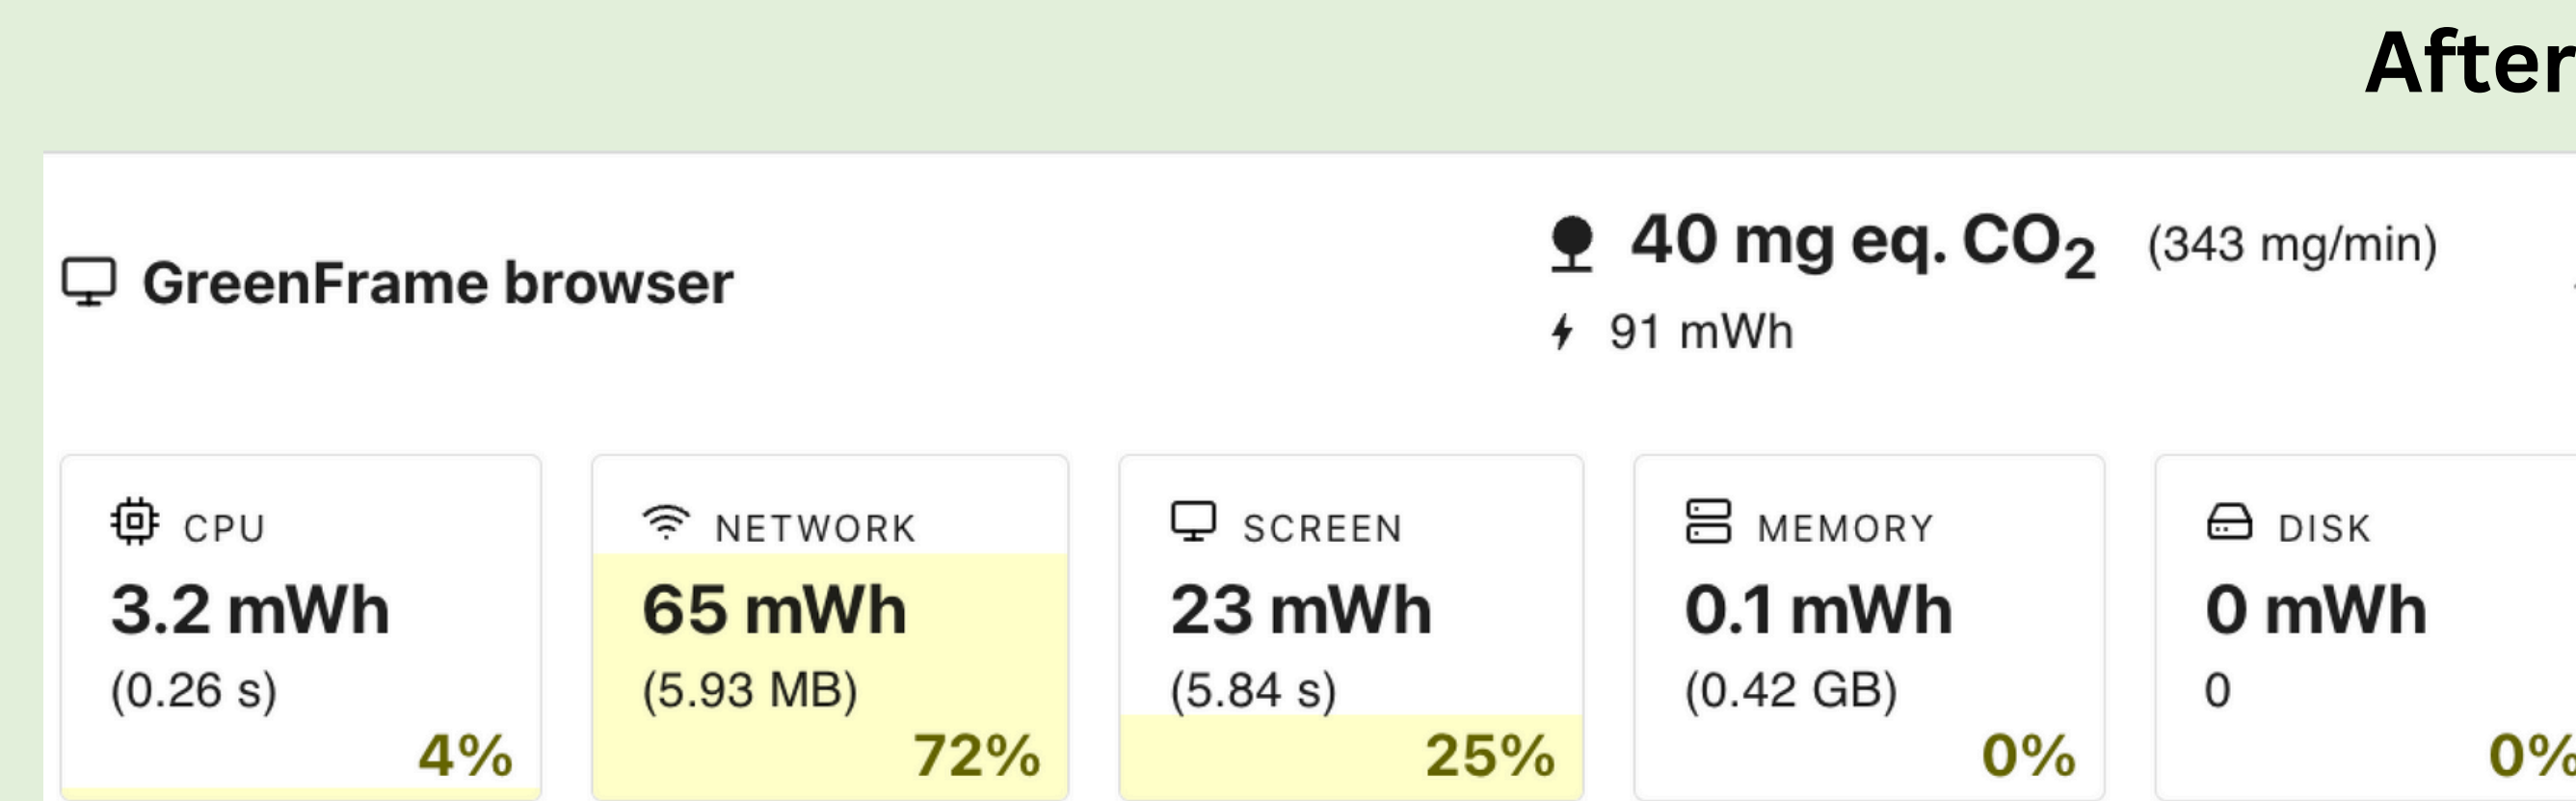 After
GreenFrame browser
40 mg eq. CO₂ (343 mg/min)
91 mWh
CPU
3.2 mWh
(0.26 s)
4%
NETWORK
65 mWh
(5.93 MB)
72%
SCREEN
23 mWh
(5.84 s)
25%
MEMORY
0.1 mWh
(0.42 GB)
0%
DISK
0 mWh
0
0%